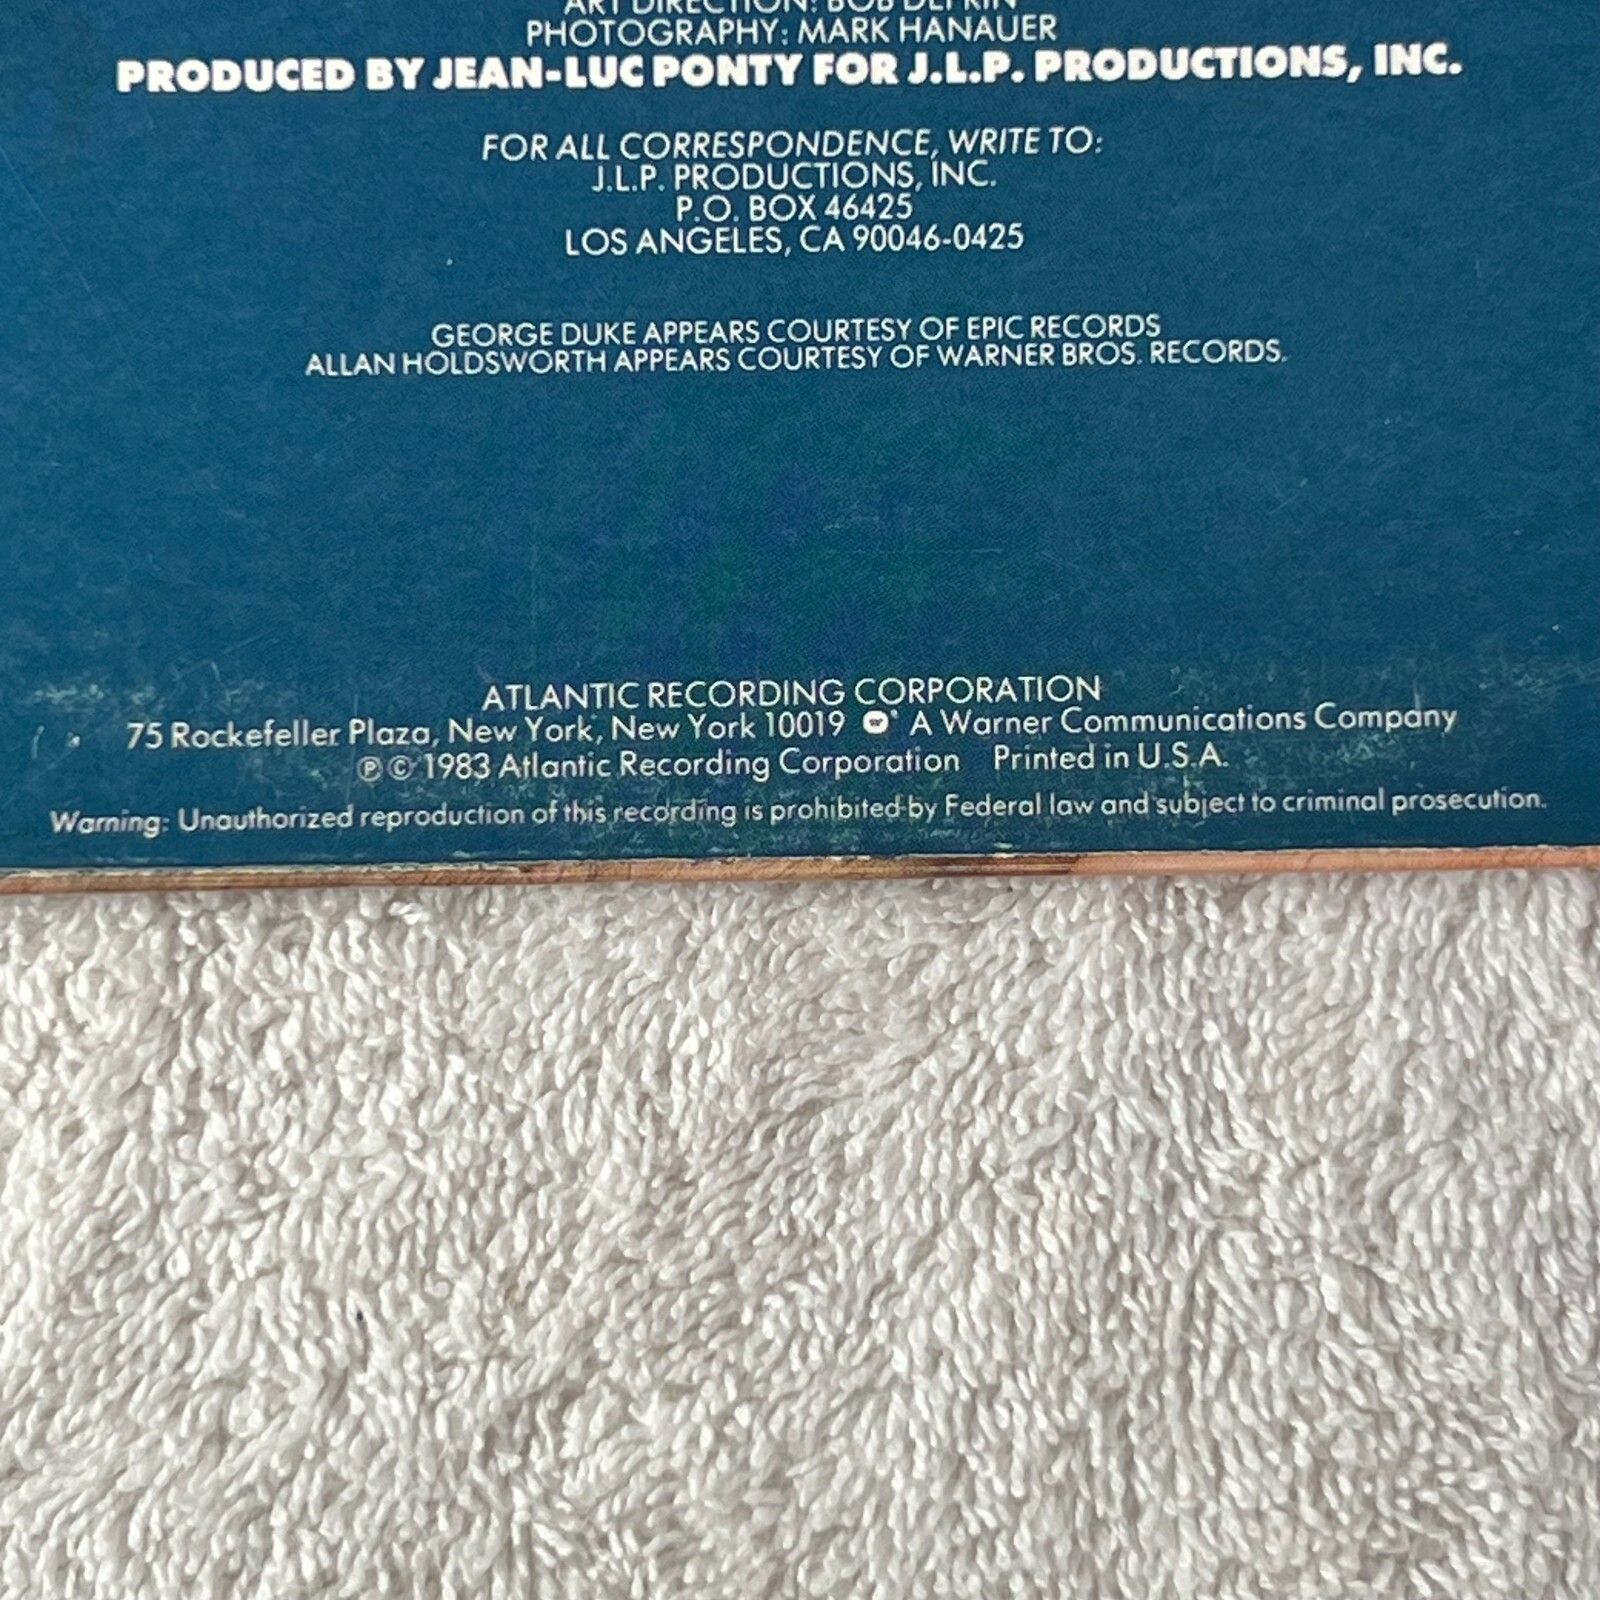 ART DIRECTION: BOB DEFRIN
PHOTOGRAPHY: MARK HANAUER
PRODUCED BY JEAN-LUC PONTY FOR J.L.P. PRODUCTIONS, INC.
FOR ALL CORRESPONDENCE, WRITE TO:
J.L.P. PRODUCTIONS, INC.
P.O. BOX 46425
LOS ANGELES, CA 90046-0425
GEORGE DUKE APPEARS COURTESY OF EPIC RECORDS
ALLAN HOLDSWORTH APPEARS COURTESY OF WARNER BROS. RECORDS.
ATLANTIC RECORDING CORPORATION
75 Rockefeller Plaza, New York, New York 10019 A Warner Communications Company
℗ © 1983 Atlantic Recording Corporation Printed in U.S.A.
Warning: Unauthorized reproduction of this recording is prohibited by Federal law and subject to criminal prosecution.